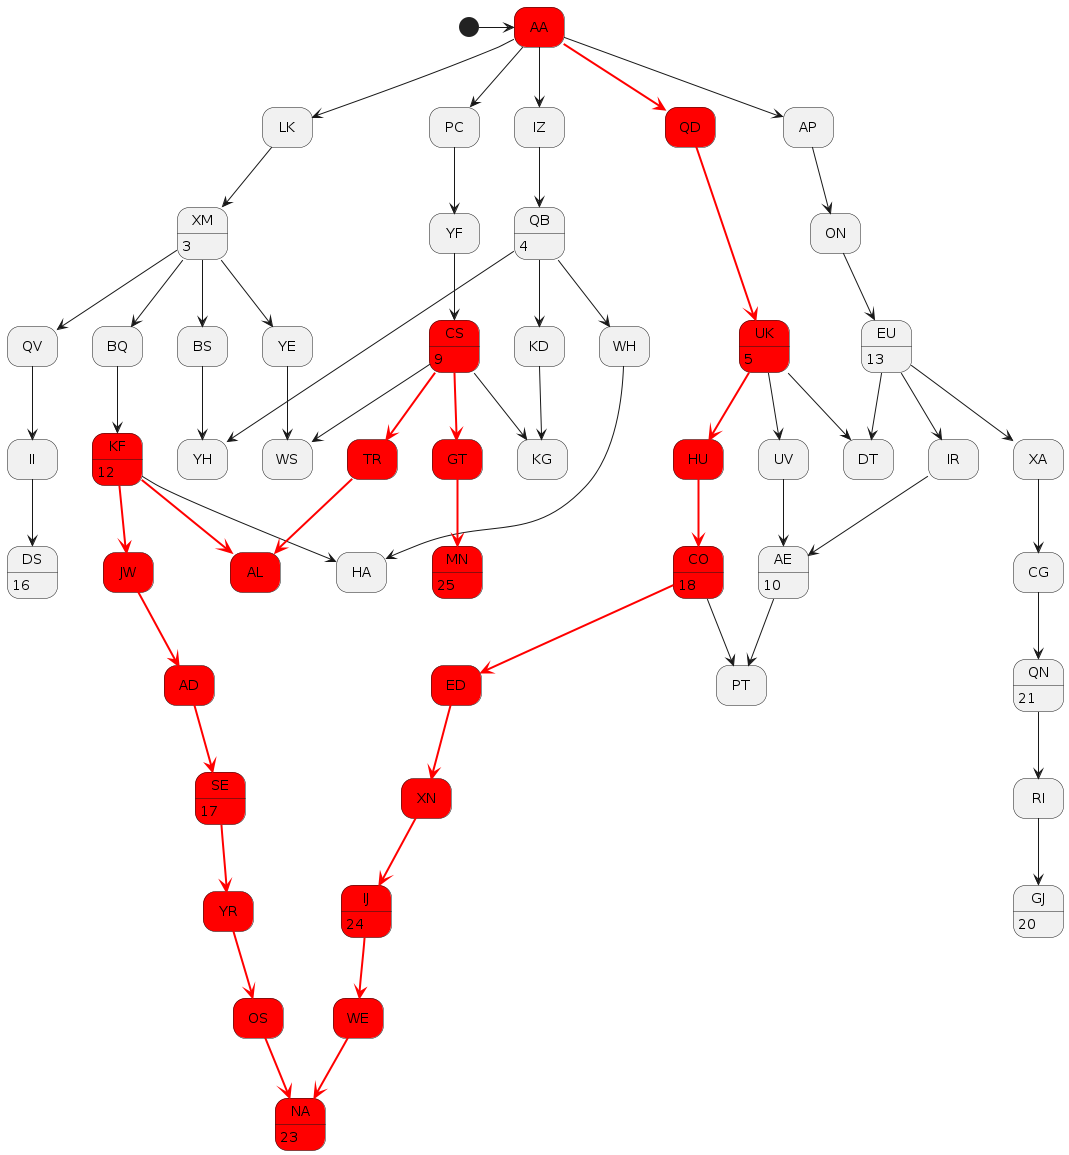 AA
LK
PC
IZ
QD
AP
XM
3
YF
QB
4
ON
QV
BQ
BS
YE
CS
9
KD
WH
UK
5
EU
13
II
KF
12
YH
WS
TR
GT
KG
HU
UV
DT
IR
XA
DS
16
JW
AL
HA
MN
25
CO
18
AE
10
CG
AD
ED
PT
QN
21
SE
17
XN
RI
YR
IJ
24
GJ
20
OS
WE
NA
23